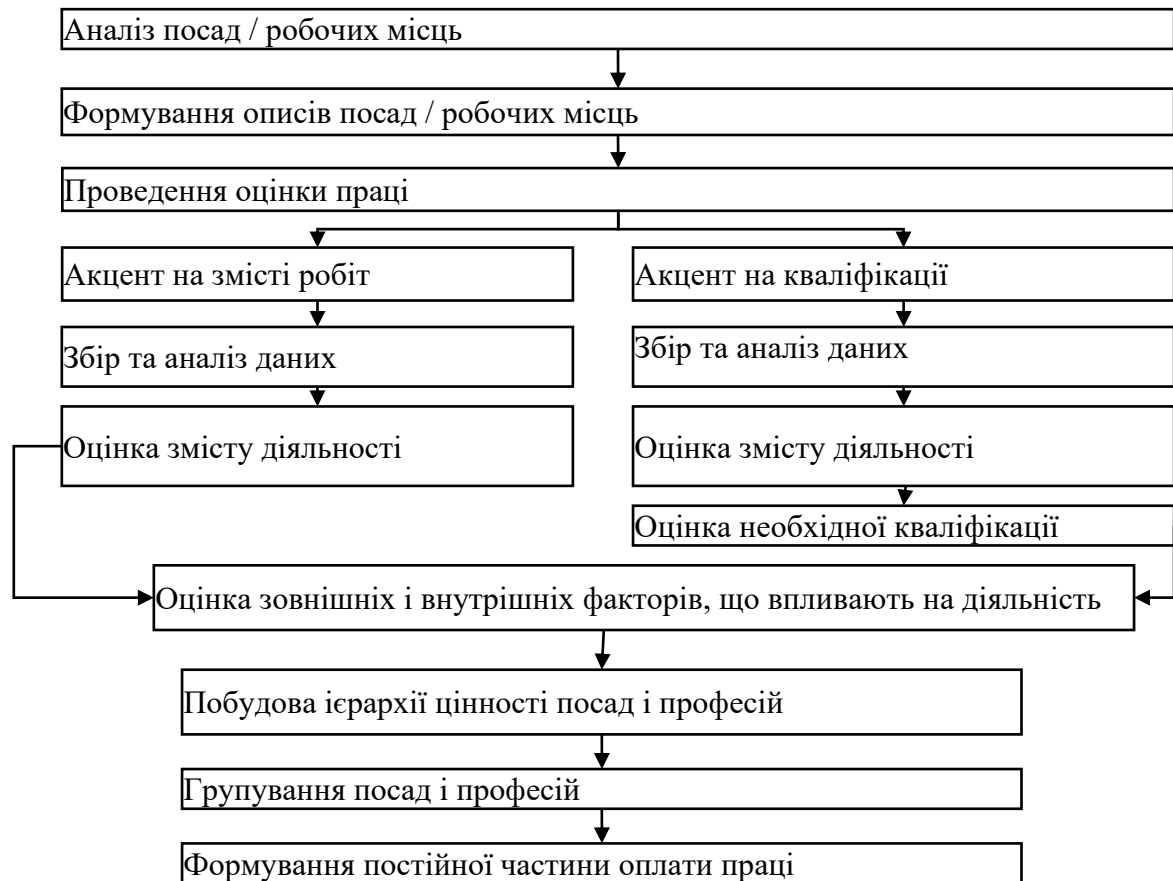 Аналіз посад / робочих місць
Формування описів посад / робочих місць
Проведення оцінки праці
Акцент на змісті робіт
Акцент на кваліфікації
Збір та аналіз даних
Збір та аналіз даних
Оцінка змісту діяльності
Оцінка змісту діяльності
Оцінка необхідної кваліфікації
Оцінка зовнішніх і внутрішніх факторів, що впливають на діяльність
Побудова ієрархії цінності посад і професій
Групування посад і професій
Формування постійної частини оплати праці